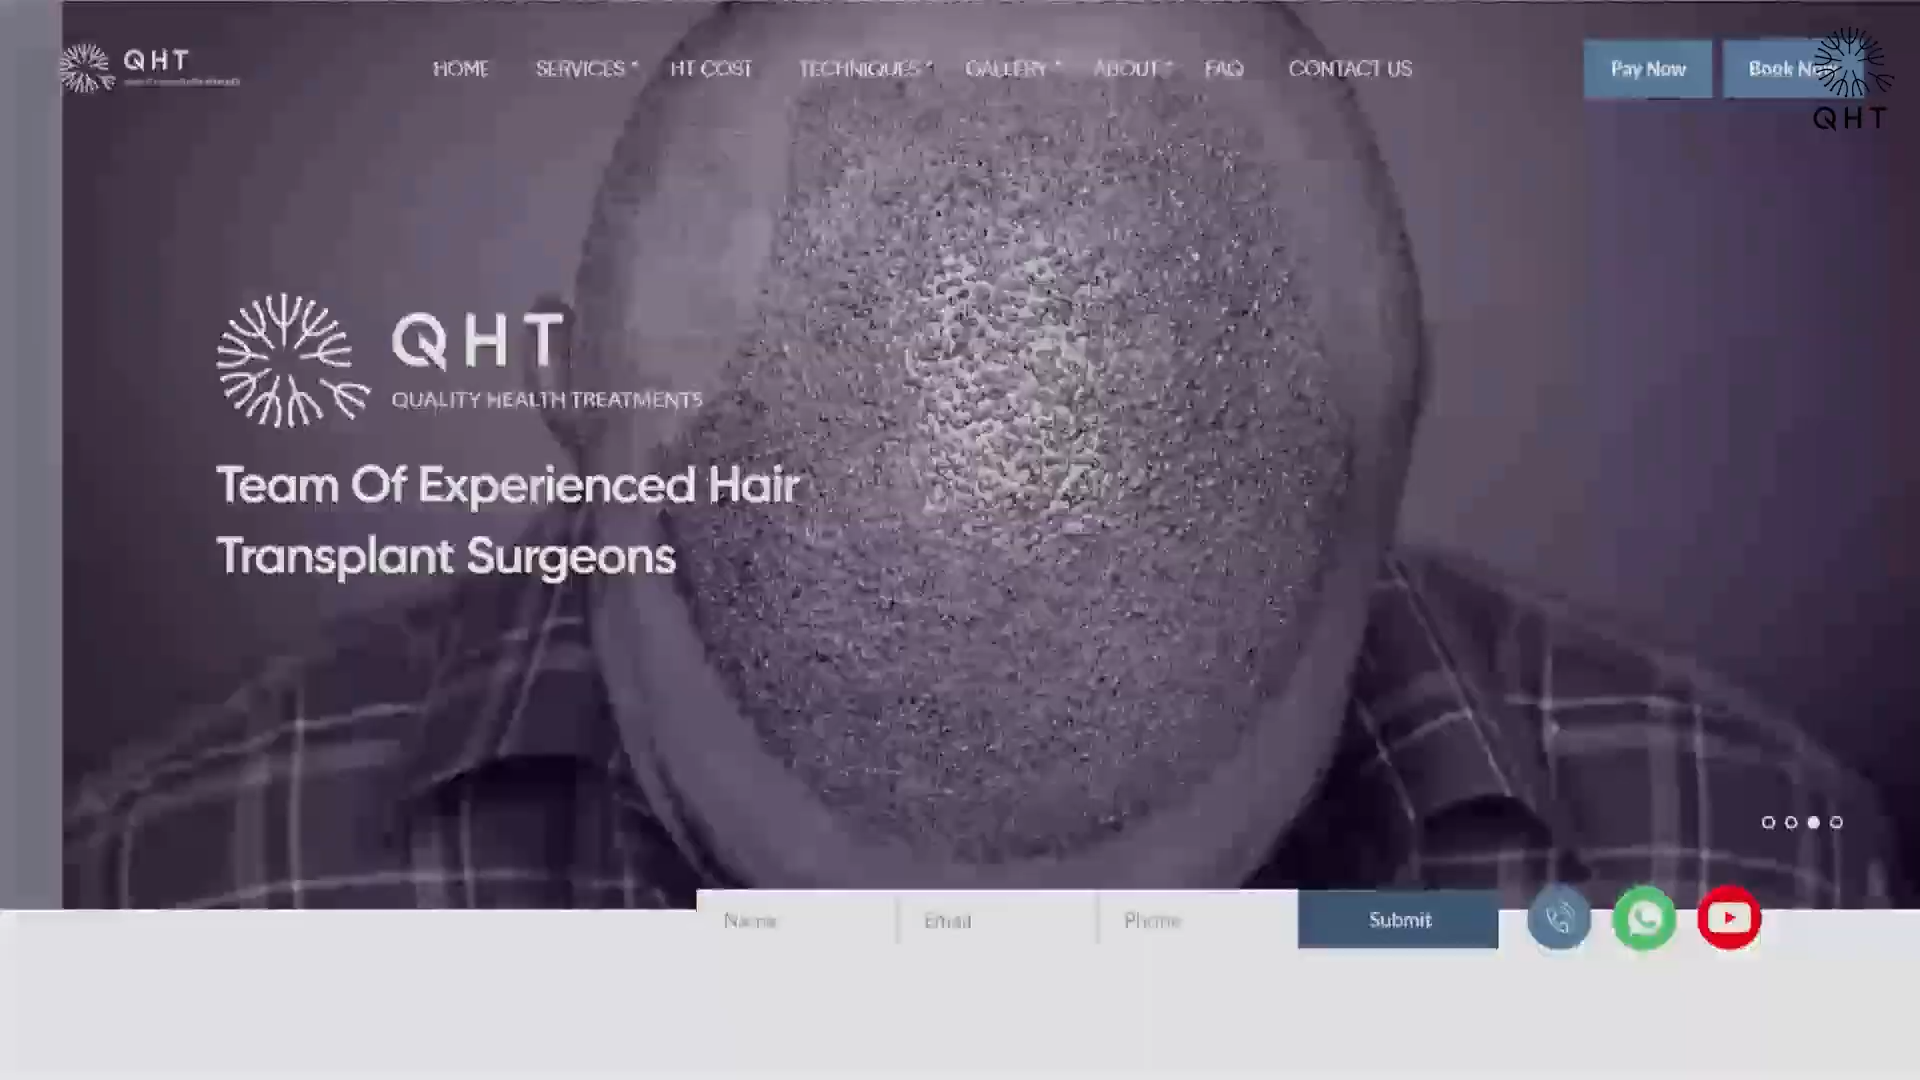 QHT
HOME SERVICES HT COST TECHNIQUES GALLERY ABOUT FAQ CONTACT US
Pay Now Book Now
QHT
QHT
QUALITY HEALTH TREATMENTS
Team Of Experienced Hair
Transplant Surgeons
Name Email Phone Submit